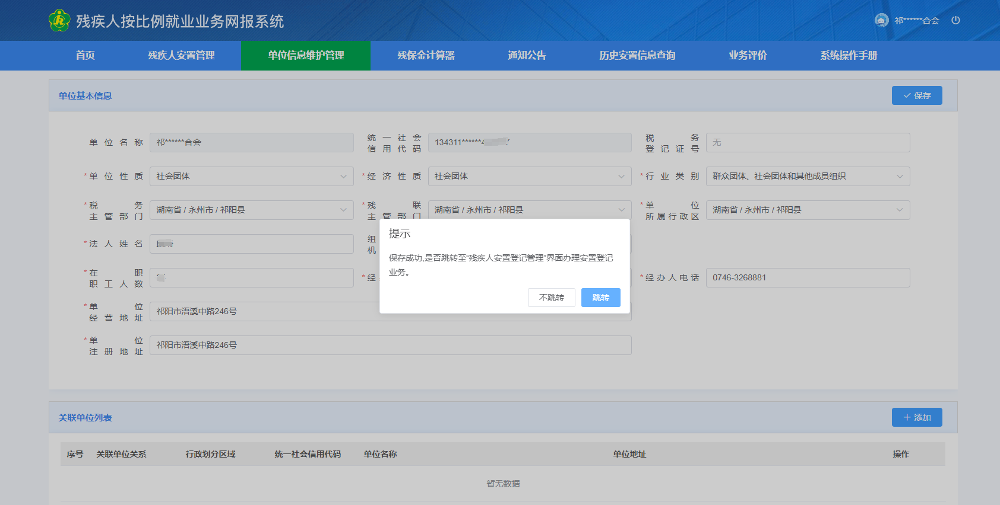 残疾人按比例就业业务网报系统
祁******合会
首页 残疾人安置管理 单位信息维护管理 残保金计算器 通知公告 历史安置信息查询 业务评价 系统操作手册
单位基本信息 保存
单位名称 祁******合会 统一社会信用代码 134311****** 税务登记证号 无
*单位性质 社会团体 *经济性质 社会团体 *行业类别 群众团体、社会团体和其他成员组织
*税务主管部门 湖南省 / 永州市 / 祁阳县 *残联主管部门 湖南省 / 永州市 / 祁阳县 *单位所属行政区 湖南省 / 永州市 / 祁阳县
*法人姓名 组机
*在职职工人数 *经 *经办人电话 0746-3268881
*单位经营地址 祁阳市浯溪中路246号
*单位注册地址 祁阳市浯溪中路246号
提示
保存成功,是否跳转至“残疾人安置登记管理”界面办理安置登记
业务。
不跳转 跳转
关联单位列表 添加
序号 关联单位关系 行政划分区域 统一社会信用代码 单位名称 单位地址 操作
暂无数据